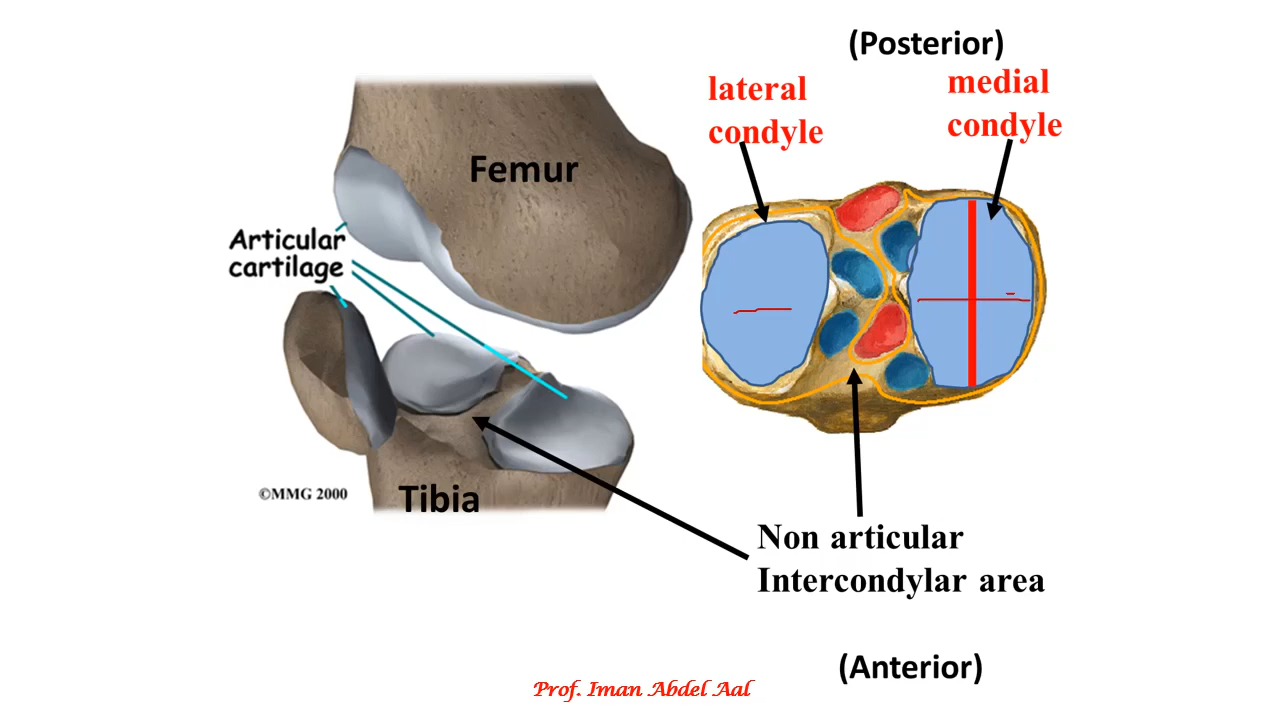 (Posterior)
lateral
condyle
medial
condyle
Femur
Articular
cartilage
©MMG 2000
Tibia
Non articular
Intercondylar area
(Anterior)
Prof. Iman Abdel Aal